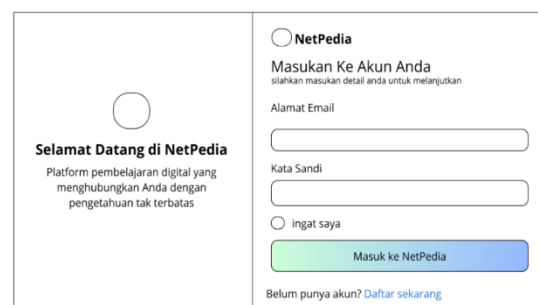 Selamat Datang di NetPedia
Platform pembelajaran digital yang
menghubungkan Anda dengan
pengetahuan tak terbatas
NetPedia
Masukan Ke Akun Anda
silahkan masukan detail anda untuk melanjutkan
Alamat Email
Kata Sandi
ingat saya
Masuk ke NetPedia
Belum punya akun? Daftar sekarang